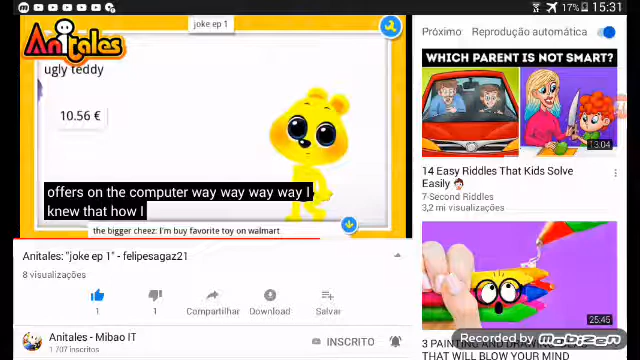 17% 15:31
joke ep 1
Anitales
ugly teddy
10.56 €
offers on the computer way way way way I
knew that how I
the bigger cheez: I'm buy favorite toy on walmart
Anitales: "joke ep 1" - felipesagaz21
8 visualizações
1
1
Compartilhar
Download
Salvar
Anitales - Mibao IT
1 707 inscritos
INSCRITO
Próximo
Reprodução automática
WHICH PARENT IS NOT SMART?
13:04
14 Easy Riddles That Kids Solve
Easily
7-Second Riddles
3,2 mi visualizações
25:45
3 PAINTING AND
THAT WILL BLOW YOUR MIND
Recorded by
MOBIZEN